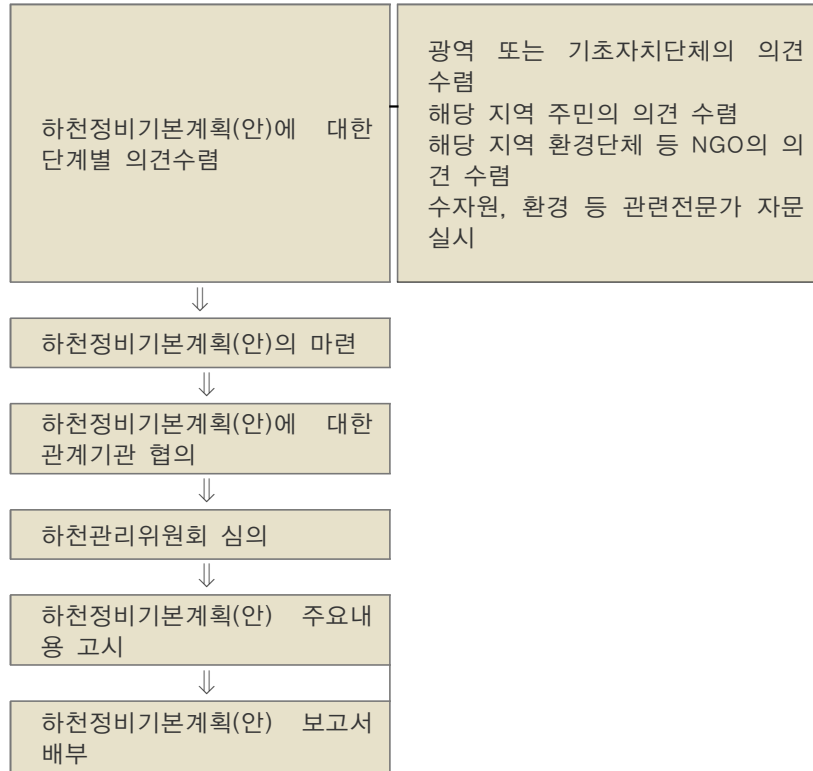 하천정비기본계획(안)에 대한
단계별 의견수렴
광역 또는 기초자치단체의 의견
수렴
해당 지역 주민의 의견 수렴
해당 지역 환경단체 등 NGO의 의
견 수렴
수자원, 환경 등 관련전문가 자문
실시
⇓
하천정비기본계획(안)의 마련
⇓
하천정비기본계획(안)에 대한
관계기관 협의
⇓
하천관리위원회 심의
⇓
하천정비기본계획(안) 주요내
용 고시
⇓
하천정비기본계획(안) 보고서
배부